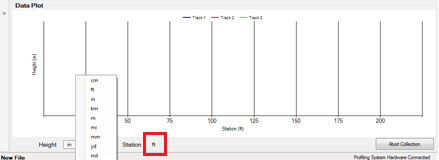 >
Data Plot
Track 1 Track 2 Track 3
Height (in)
50 75 100 125 150 175 200
Station (ft)
Height in Station ft Abort Collection
cm
ft
in
km
m
mi
mm
yd
mil
New File Profiling System Hardware Connected